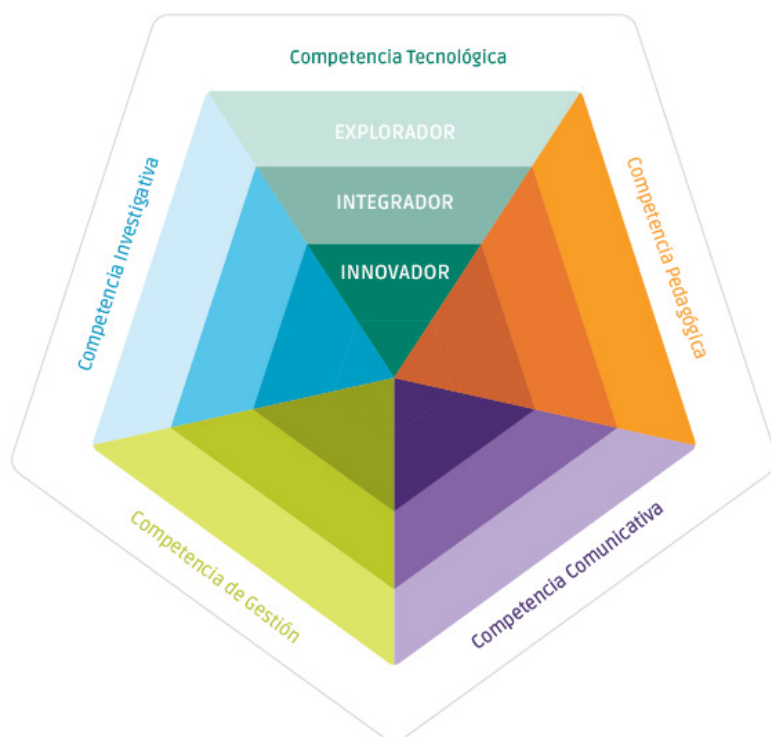 Competencia Tecnológica
EXPLORADOR
INTEGRADOR
INNOVADOR
Competencia Investigativa
Competencia Pedagógica
Competencia de Gestión
Competencia Comunicativa